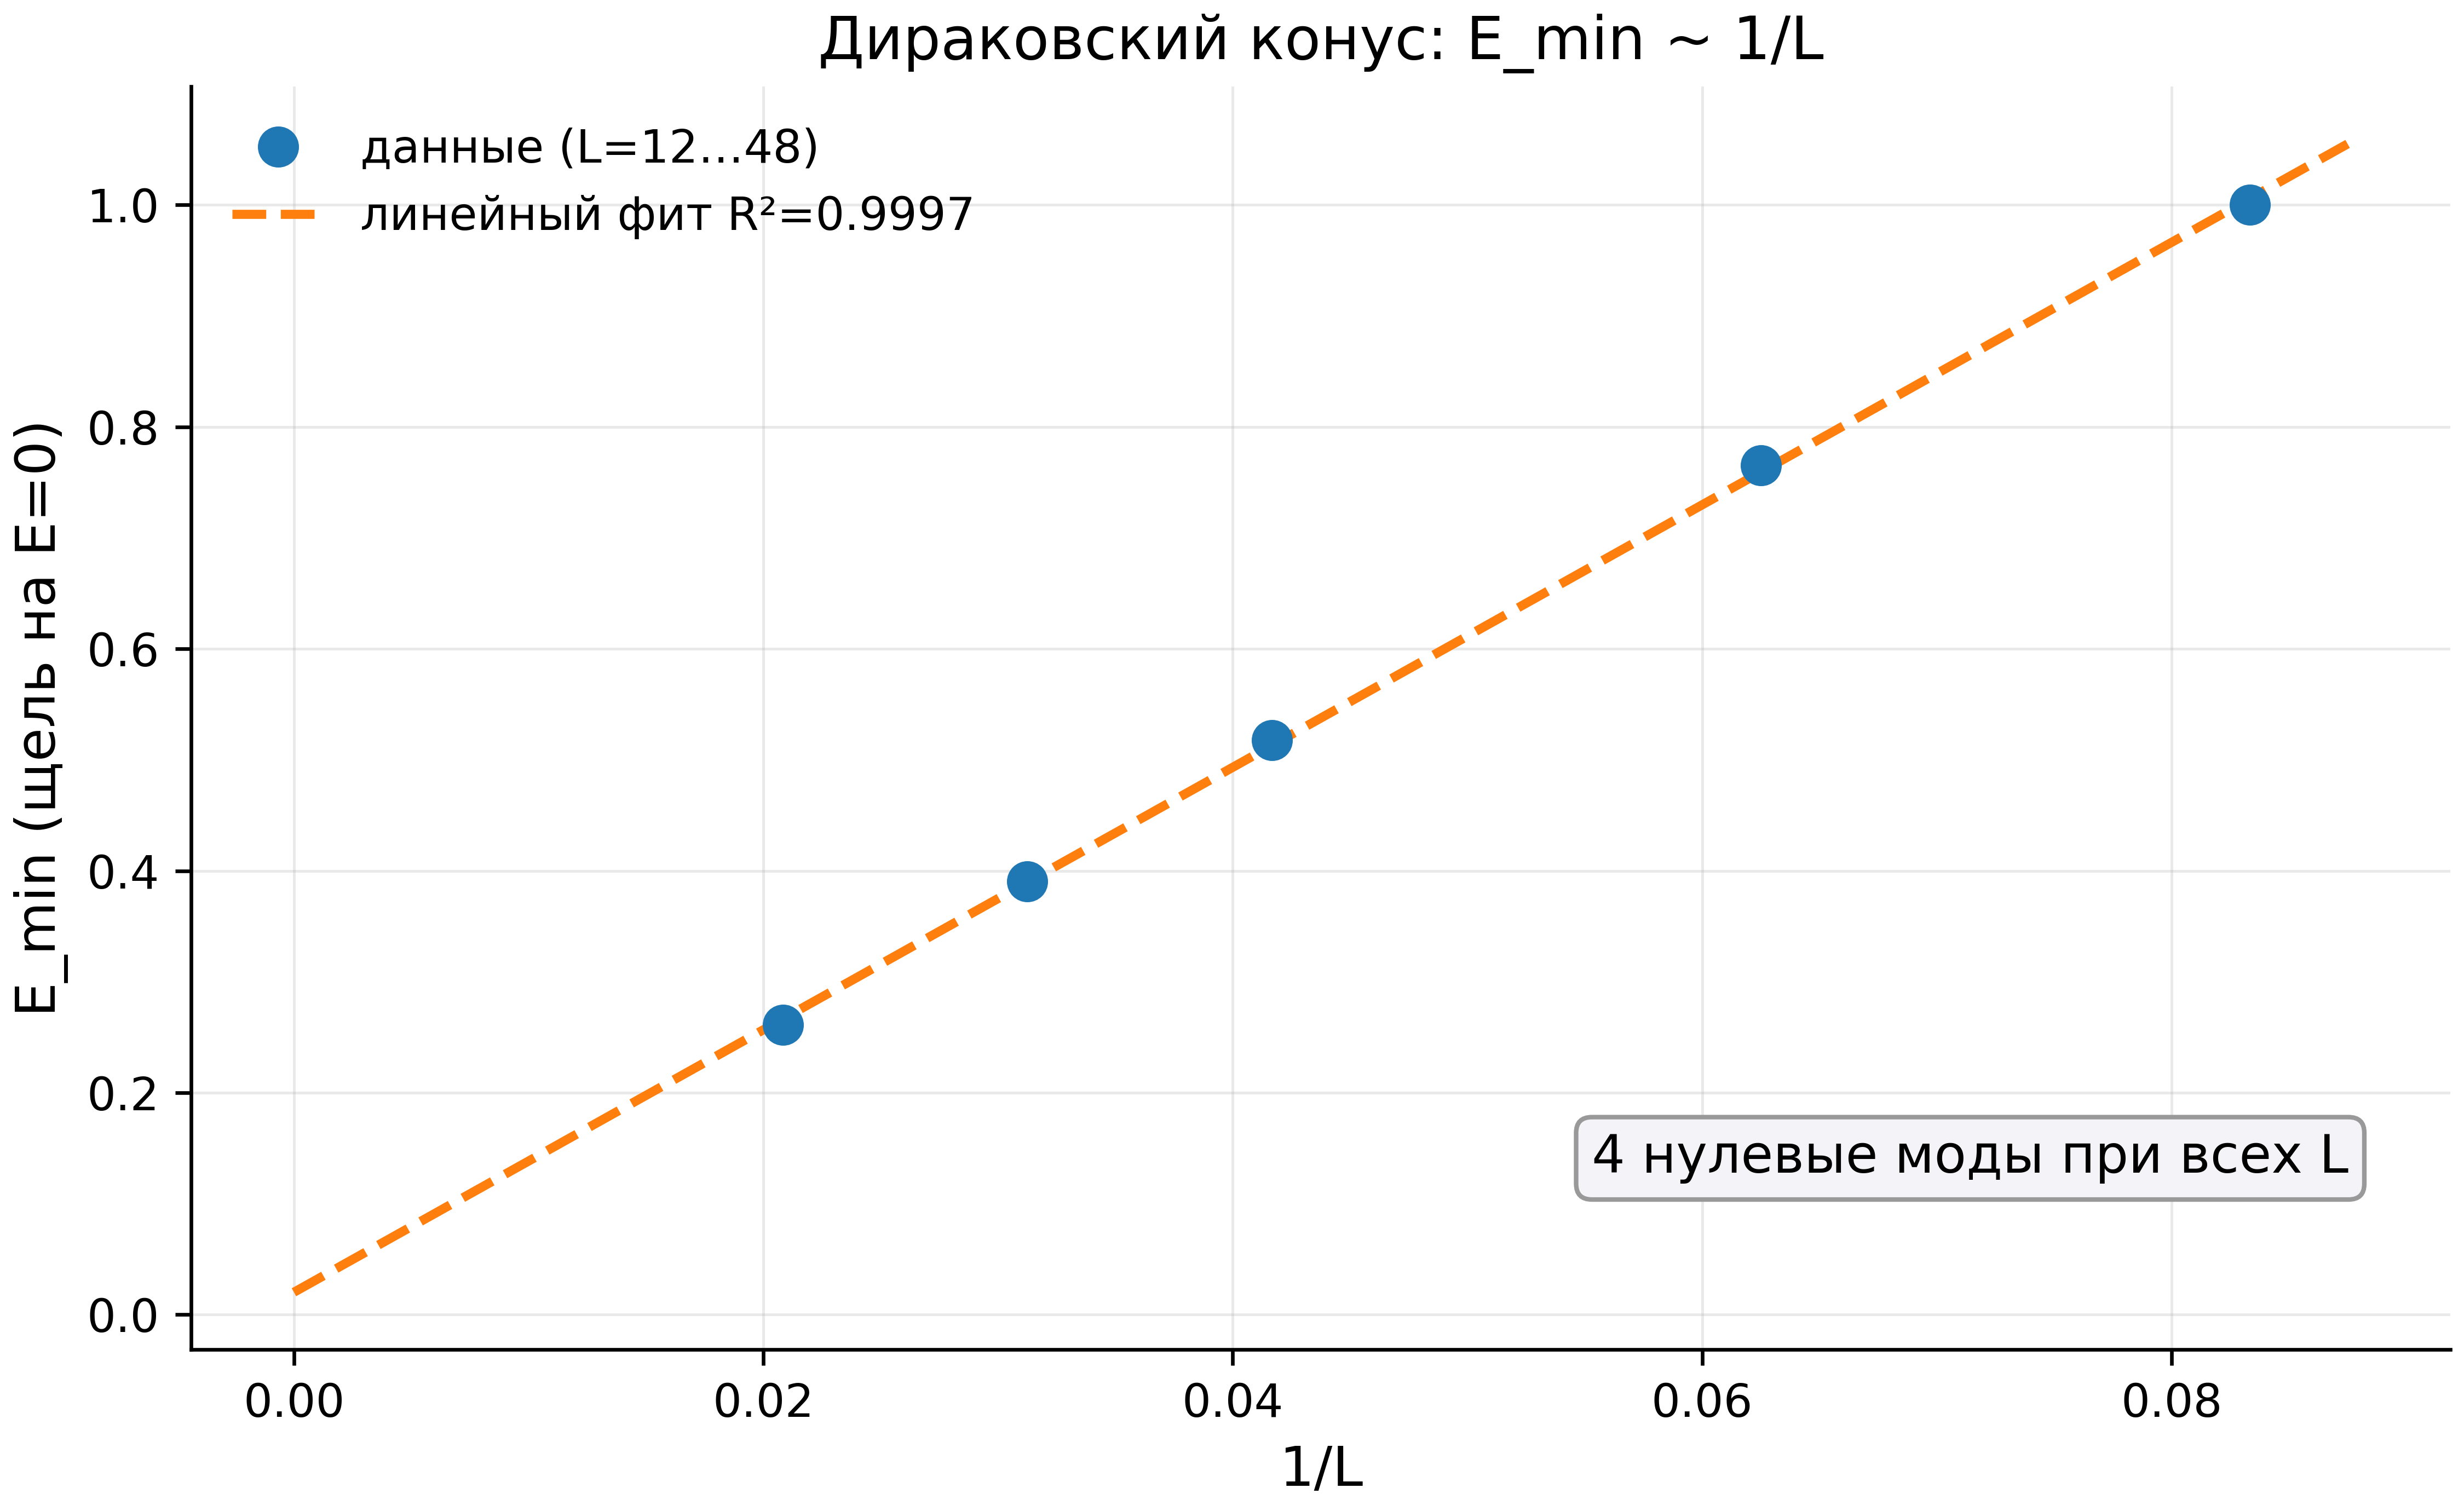 Дираковский конус: E_min ~ 1/L
данные (L=12...48)
линейный фит R²=0.9997
E_min (щель на E=0)
1.0
0.8
0.6
0.4
0.2
0.0
4 нулевые моды при всех L
0.00 0.02 0.04 0.06 0.08
1/L